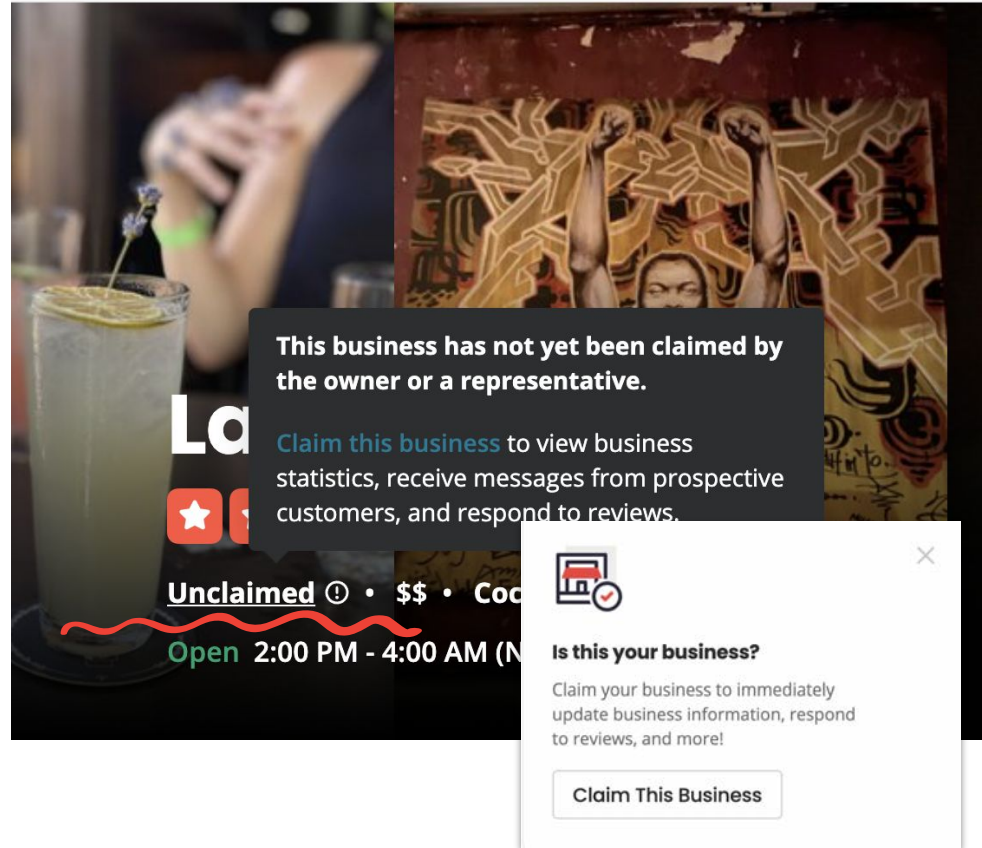 This business has not yet been claimed by
the owner or a representative.
Claim this business to view business
statistics, receive messages from prospective
customers, and respond to reviews.
La
Unclaimed • $$ • Coc
Open 2:00 PM - 4:00 AM (N
Is this your business?
Claim your business to immediately
update business information, respond
to reviews, and more!
Claim This Business